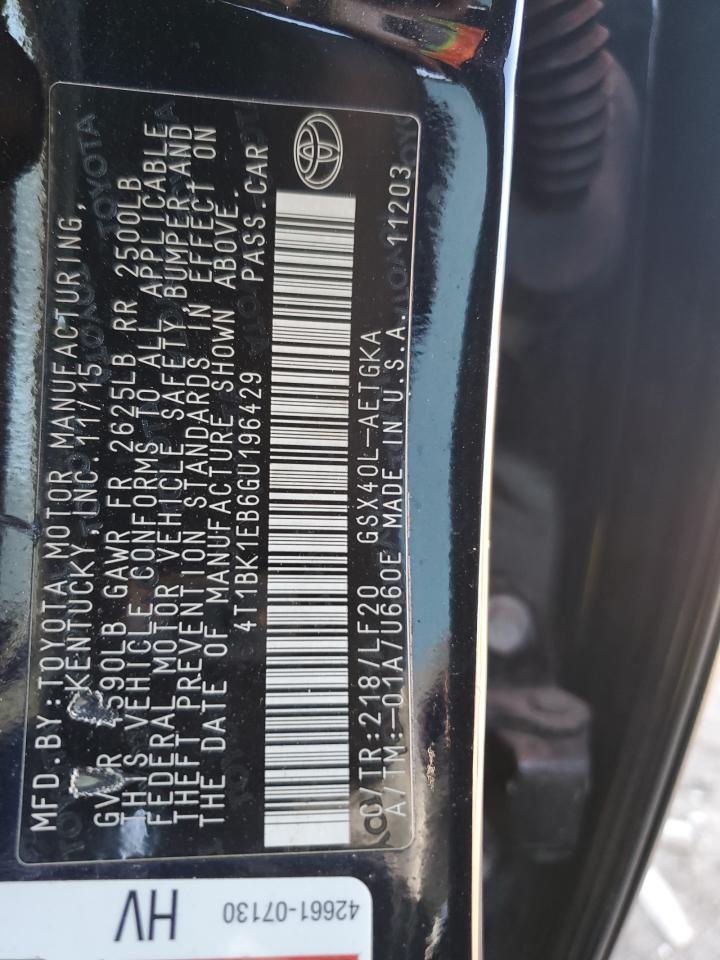 MFD.BY:TOYOTA MOTOR MANUFACTURING,
KENTUCKY,INC. 11/15
GVWR 4590LB GAWR FR 2625LB RR 2500LB
THIS VEHICLE CONFORMS TO ALL APPLICABLE
FEDERAL MOTOR VEHICLE SAFETY,BUMPER,AND
THEFT PREVENTION STANDARDS IN EFFECT ON
THE DATE OF MANUFACTURE SHOWN ABOVE.
4T1BK1EB6GU196429 PASS.CAR
C/TR:218/LF20 GSX40L-AETGKA
A/TM:-01A/U660E MADE IN U.S.A. 11203
HV
42661-07130